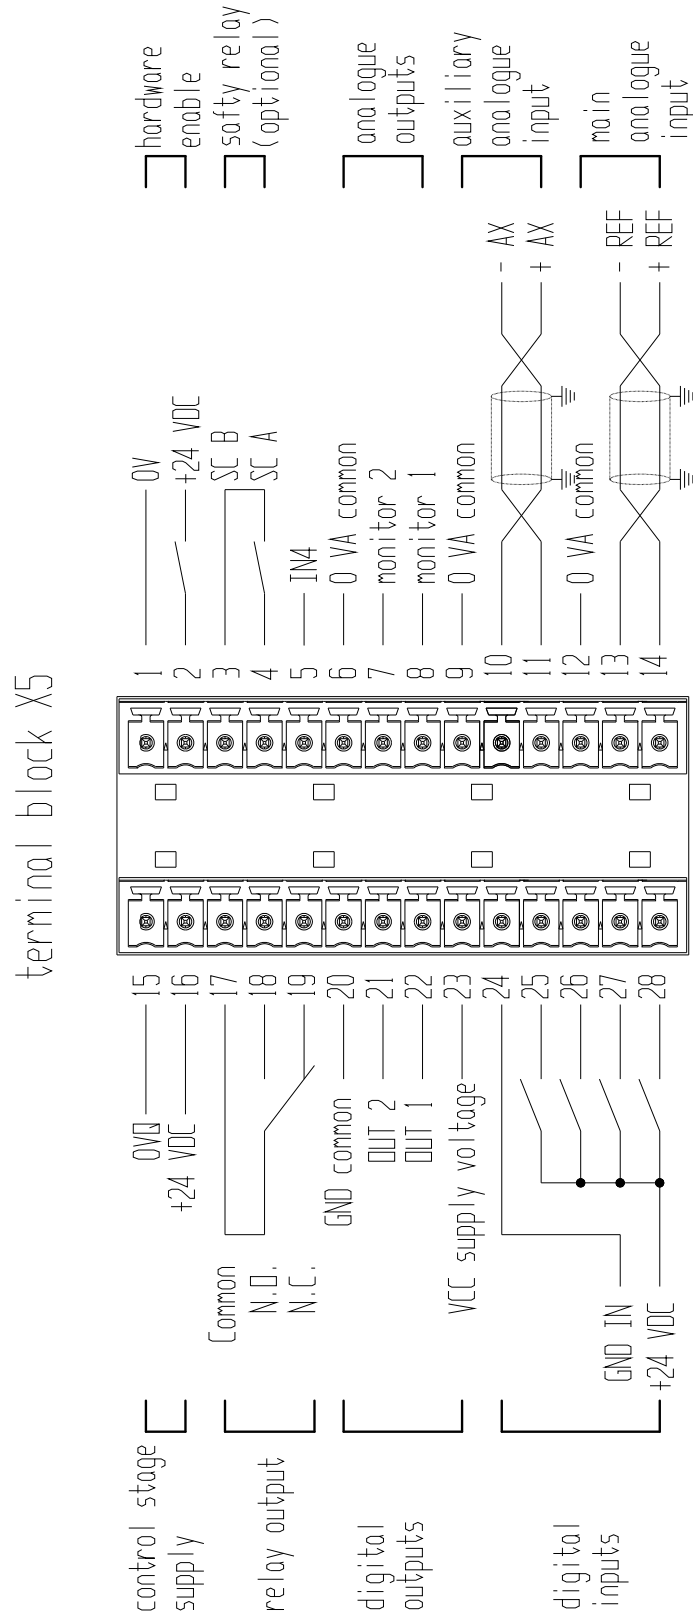 terminal block X5
hardware
enable
safty relay
(optional)
analogue
outputs
auxiliary
analogue
input
main
analogue
input
0V
+24 VDC
SC B
SC A
IN4
0 VA common
monitor 2
monitor 1
0 VA common
- AX
+ AX
0 VA common
- REF
+ REF
1
2
3
4
5
6
7
8
9
10
11
12
13
14
15
16
17
18
19
20
21
22
23
24
25
26
27
28
0V
+24 VDC
Common
N.O.
N.C.
GND common
OUT 2
OUT 1
VCC supply voltage
GND IN
+24 VDC
control stage
supply
relay output
digital
outputs
digital
inputs